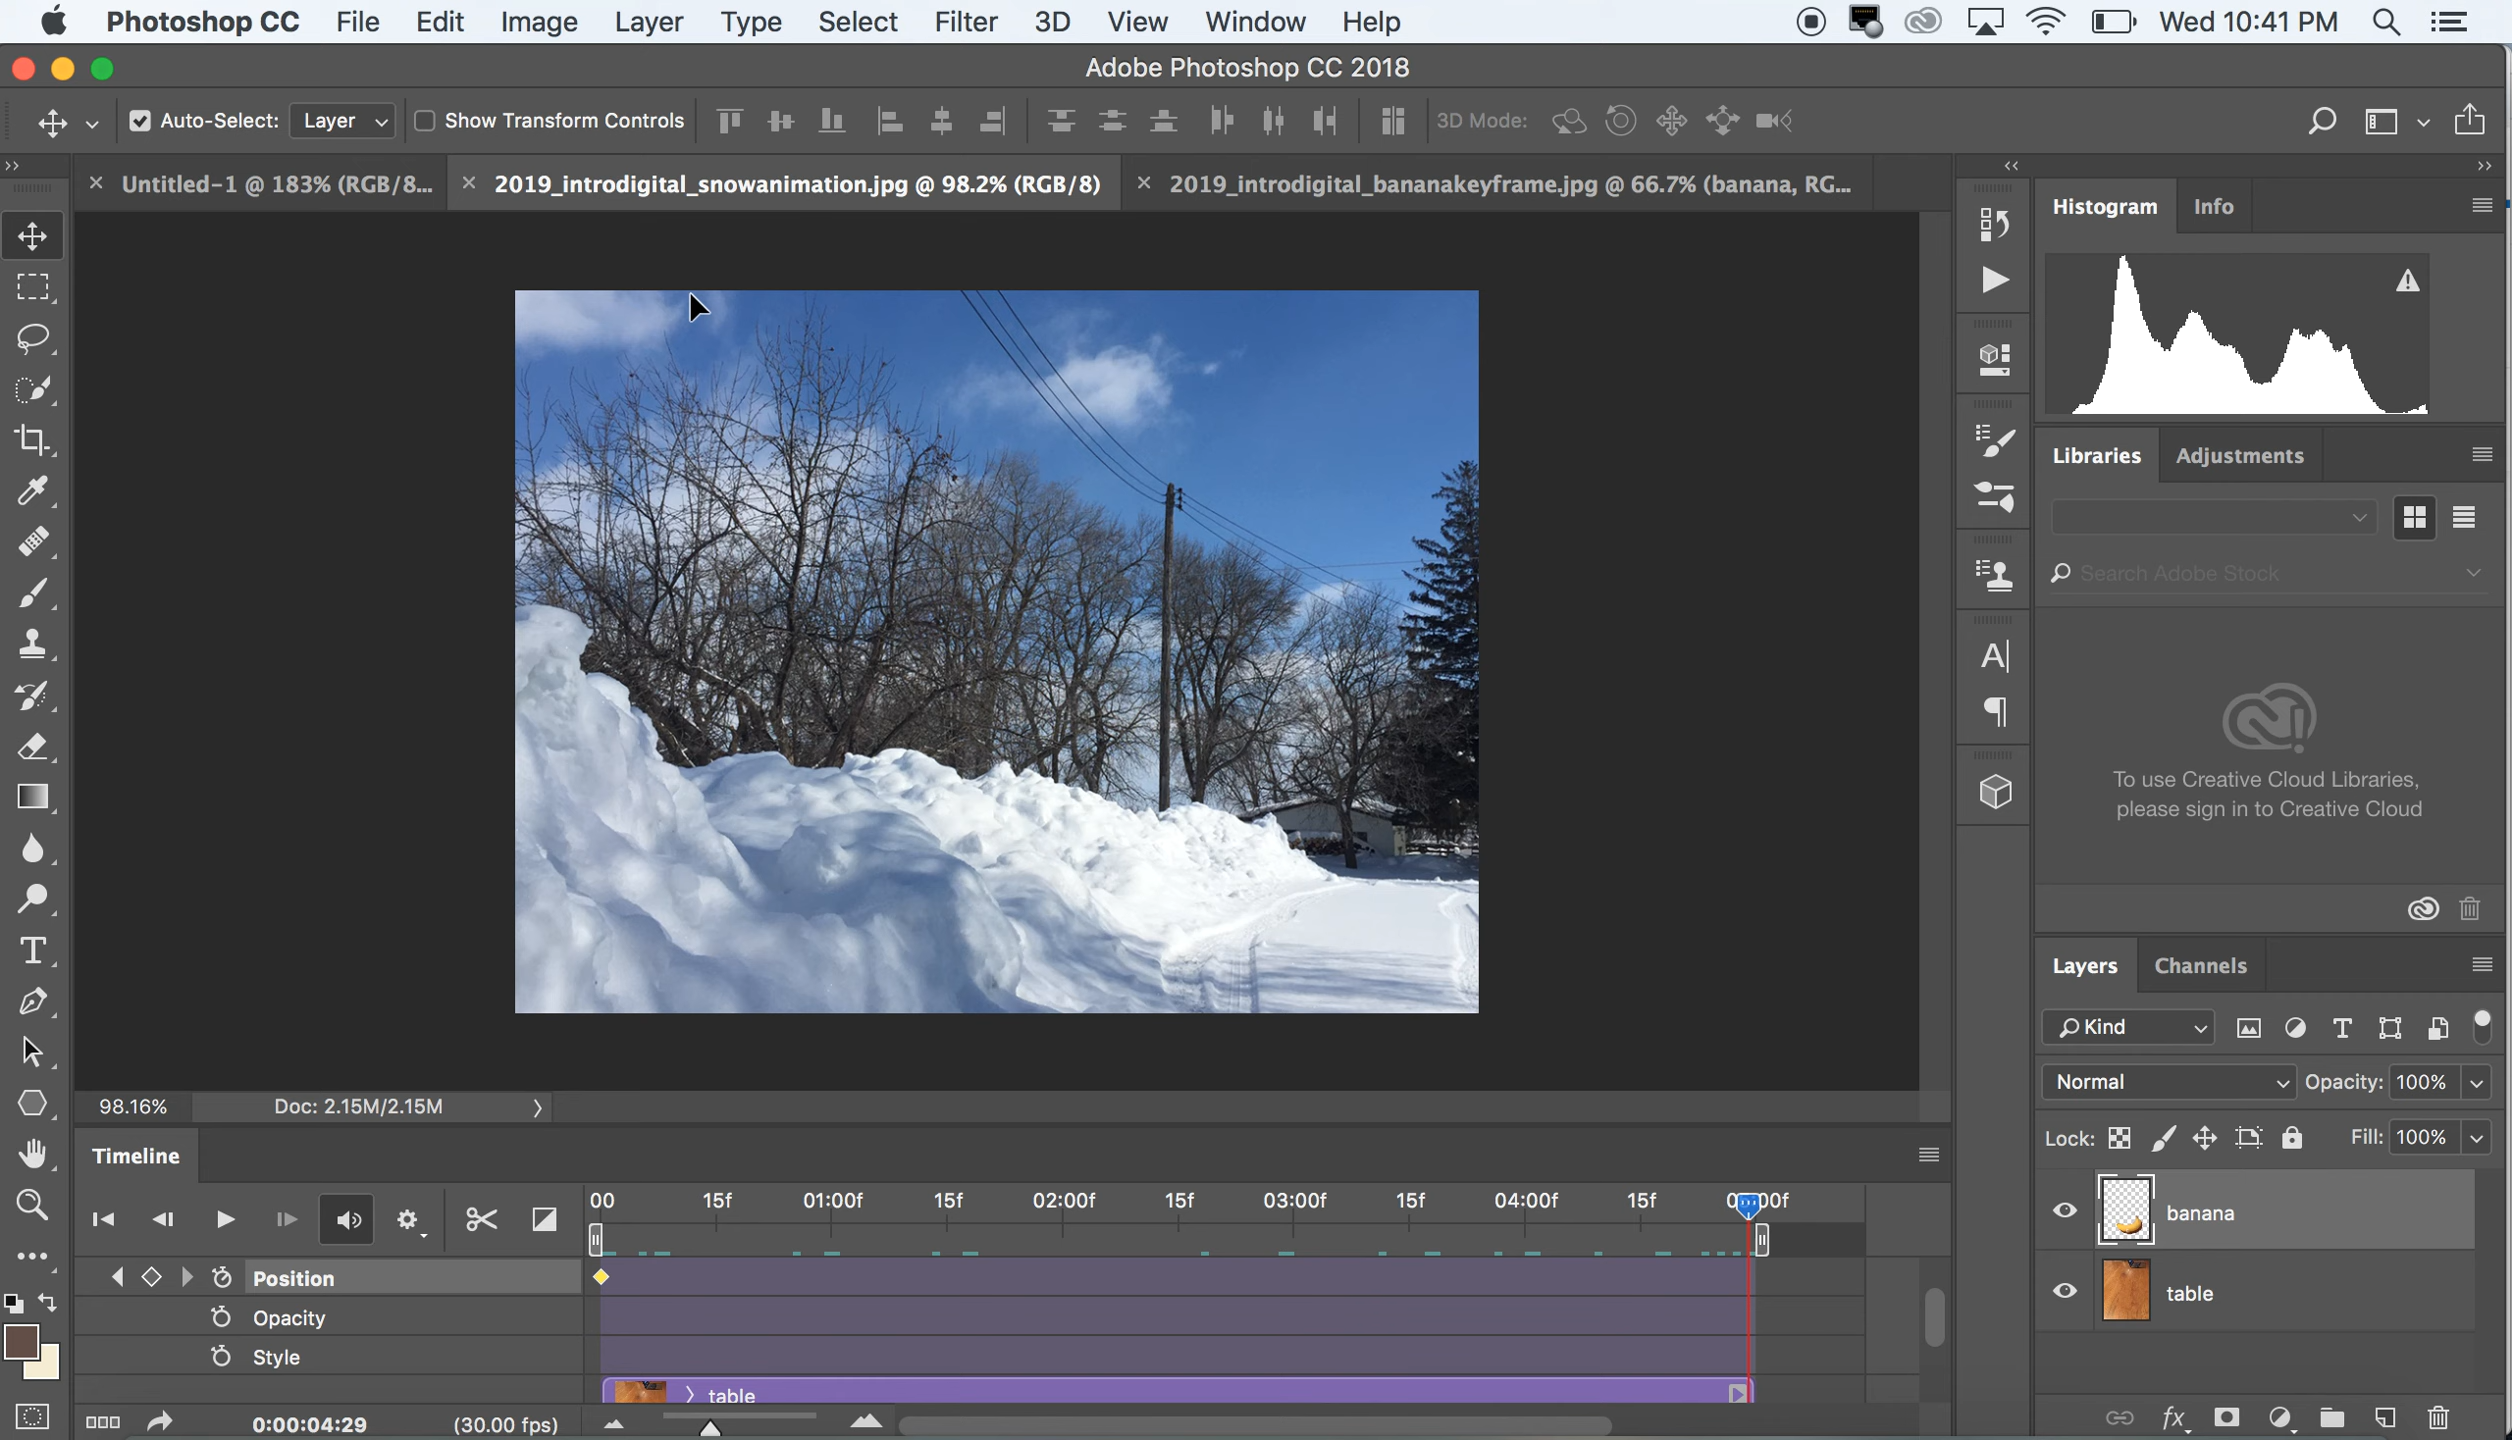 Photoshop CC File Edit Image Layer Type Select Filter 3D View Window Help Wed 10:41 PM
Adobe Photoshop CC 2018
Auto-Select: Layer Show Transform Controls 3D Mode:
Untitled-1 @ 183% (RGB/8... 2019_introdigital_snowanimation.jpg @ 98.2% (RGB/8) 2019_introdigital_bananakeyframe.jpg @ 66.7% (banana, RG...
Histogram Info
Libraries Adjustments
Search Adobe Stock
To use Creative Cloud Libraries,
please sign in to Creative Cloud
Layers Channels
Kind
Normal Opacity: 100%
Lock: Fill: 100%
banana
table
98.16% Doc: 2.15M/2.15M
Timeline
00 15f 01:00f 15f 02:00f 15f 03:00f 15f 04:00f 15f
Position
Opacity
Style
table
0:00:04:29 (30.00 fps)